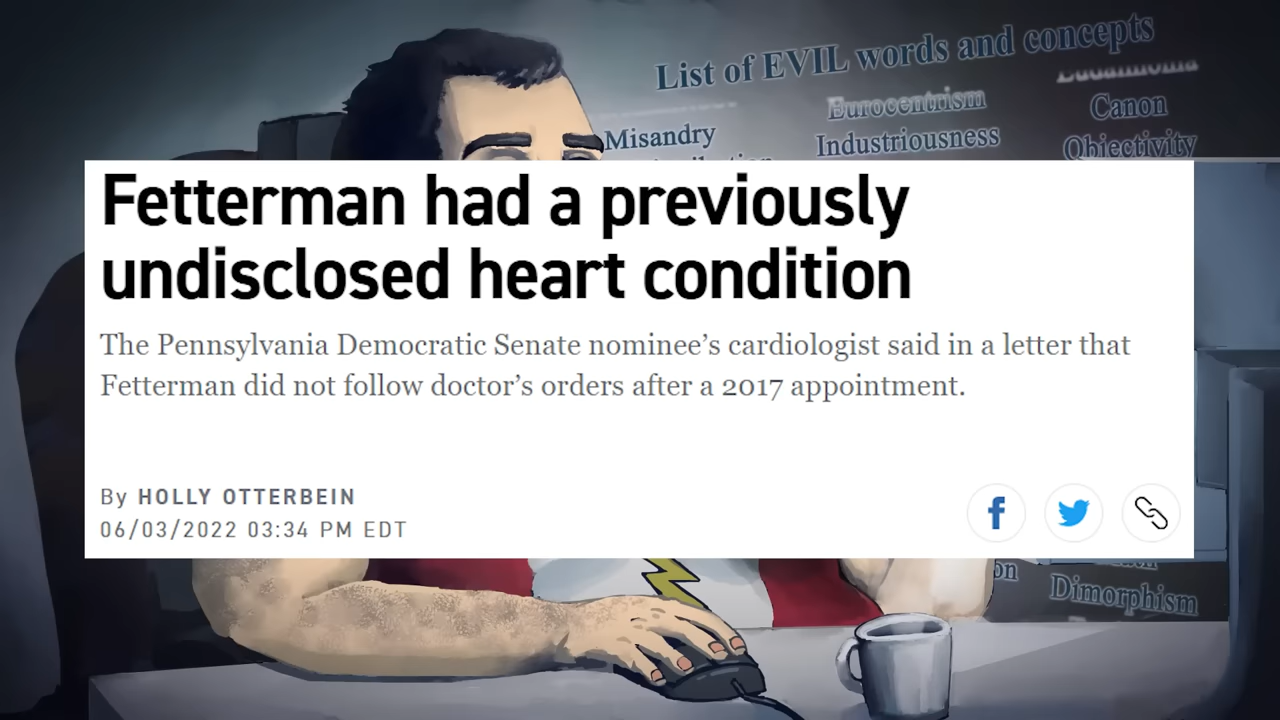 List of EVIL words and concepts
Eurocentrism
Canon
Misandry
Industriousness
Objectivity
Fetterman had a previously
undisclosed heart condition
The Pennsylvania Democratic Senate nominee’s cardiologist said in a letter that
Fetterman did not follow doctor’s orders after a 2017 appointment.
By HOLLY OTTERBEIN
06/03/2022 03:34 PM EDT
Dimorphism